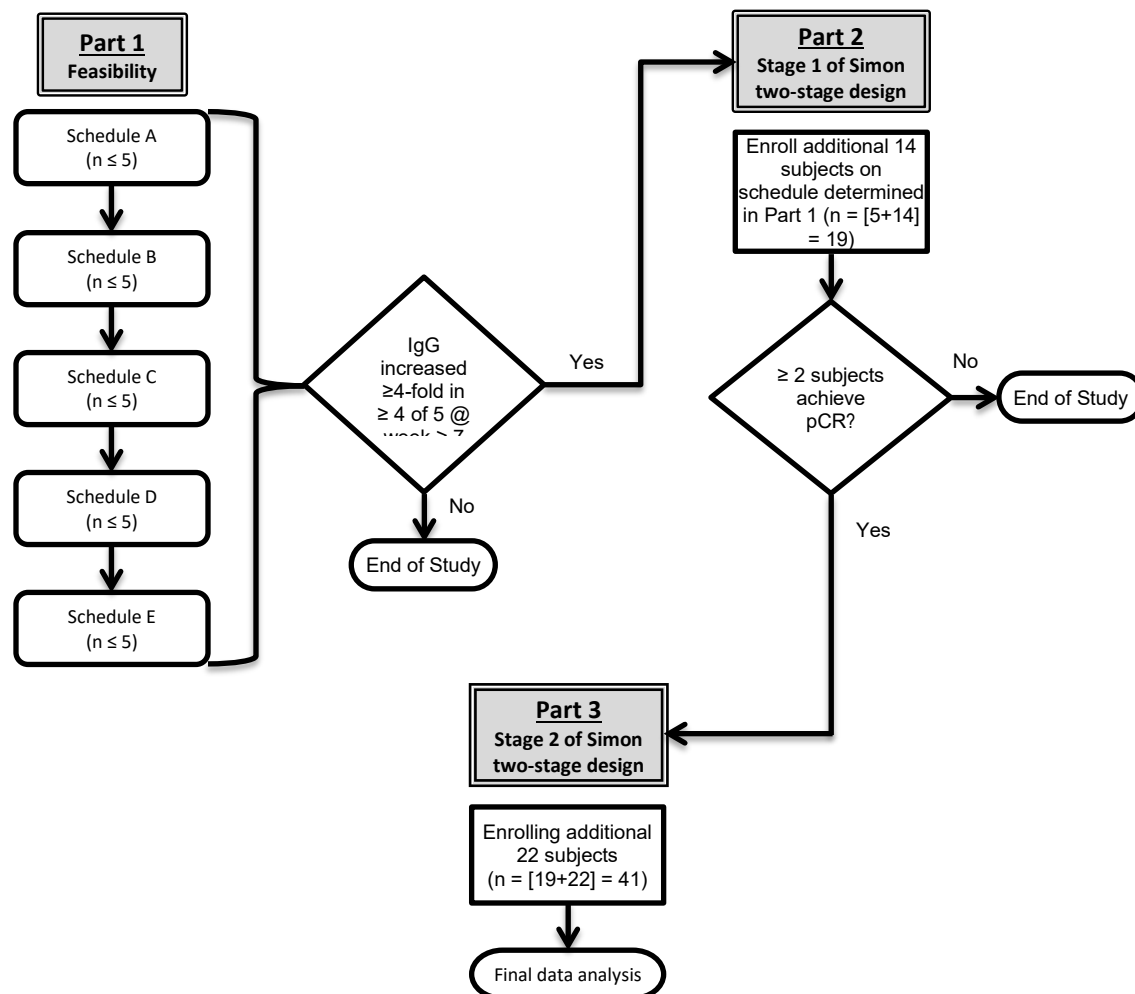 Part 1
Feasibility
Schedule A
(n ≤ 5)
Schedule B
(n ≤ 5)
Schedule C
(n ≤ 5)
Schedule D
(n ≤ 5)
Schedule E
(n ≤ 5)
IgG
increased
≥4-fold in
≥ 4 of 5 @
Yes
No
End of Study
Part 2
Stage 1 of Simon
two-stage design
Enroll additional 14
subjects on
schedule determined
in Part 1 (n = [5+14]
= 19)
≥ 2 subjects
achieve
pCR?
No
End of Study
Yes
Part 3
Stage 2 of Simon
two-stage design
Enrolling additional
22 subjects
(n = [19+22] = 41)
Final data analysis